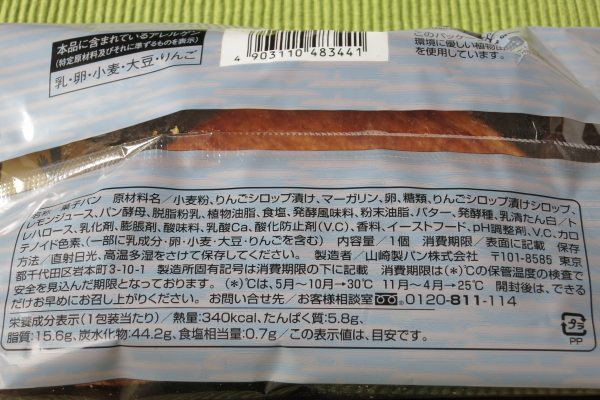 本品に含まれているアレルゲン
(特定原材料及びそれに準ずるものを表示)
乳・卵・小麦・大豆・りんご
4 903110 483441
このパッケ
環境に優しい植物
を使用しています。
名称／菓子パン 原材料名／小麦粉、りんごシロップ漬け、マーガリン、卵、糖類、りんごシロップ漬けシロップ、
レモンジュース、パン酵母、脱脂粉乳、植物油脂、食塩、発酵風味料、粉末油脂、バター、発酵種、乳清たん白／ト
レハロース、乳化剤、膨脹剤、酸味料、乳酸Ca、酸化防止剤(V.C)、香料、イーストフード、pH調整剤、V.C、カロ
テノイド色素、(一部に乳成分・卵・小麦・大豆・りんごを含む) 内容量／1個 消費期限／表面に記載 保存
方法／直射日光、高温多湿をさけて保存してください。 製造者／山崎製パン株式会社 〒101-8585 東京
都千代田区岩本町3-10-1 製造所固有記号は消費期限の下に記載 消費期限は(*)℃の保管温度の検査で
安全を見込んだ期限となっております。 (*)℃は、5月～10月→30℃ 11月～4月→25℃ 開封後は、できる
だけお早めにお召し上がりください。 お問い合せ先／お客様相談室 0120-811-114
栄養成分表示(1包装当たり)／熱量:340kcal、たんぱく質:5.8g、
脂質:15.6g、炭水化物:44.2g、食塩相当量:0.7g／この表示値は、目安です。
プラ
PP